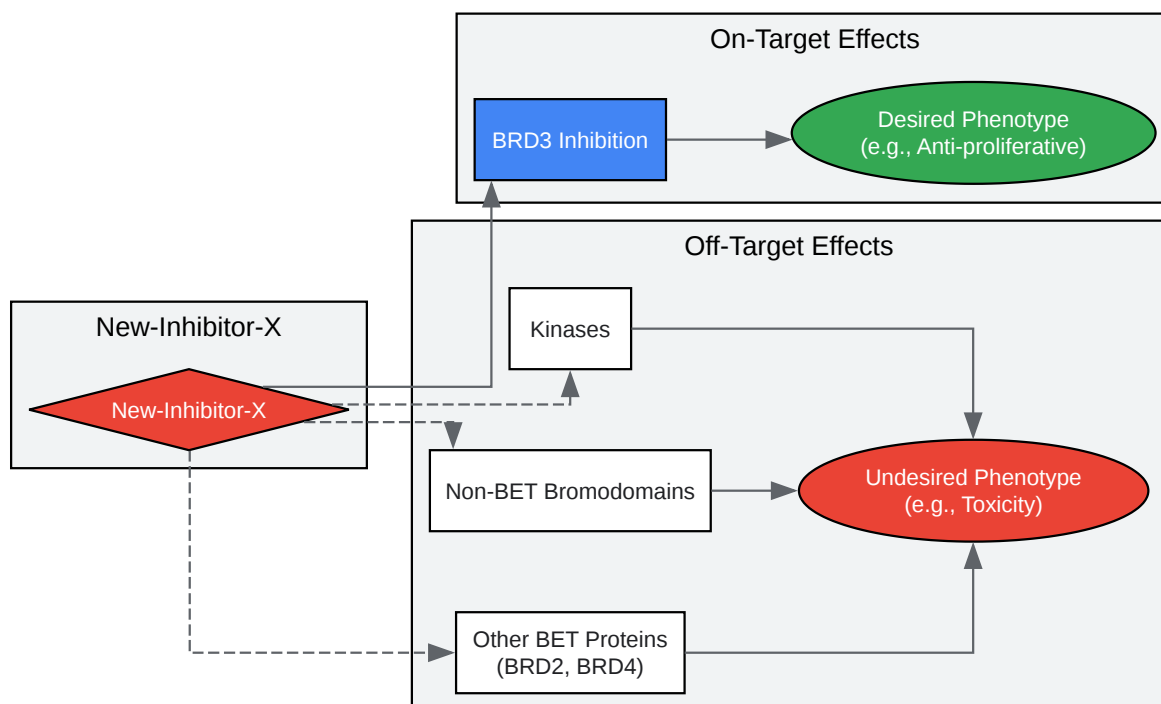 On-Target Effects
BRD3 Inhibition
Desired Phenotype
(e.g., Anti-proliferative)
Off-Target Effects
Kinases
New-Inhibitor-X
New-Inhibitor-X
Non-BET Bromodomains
Undesired Phenotype
(e.g., Toxicity)
Other BET Proteins
(BRD2, BRD4)